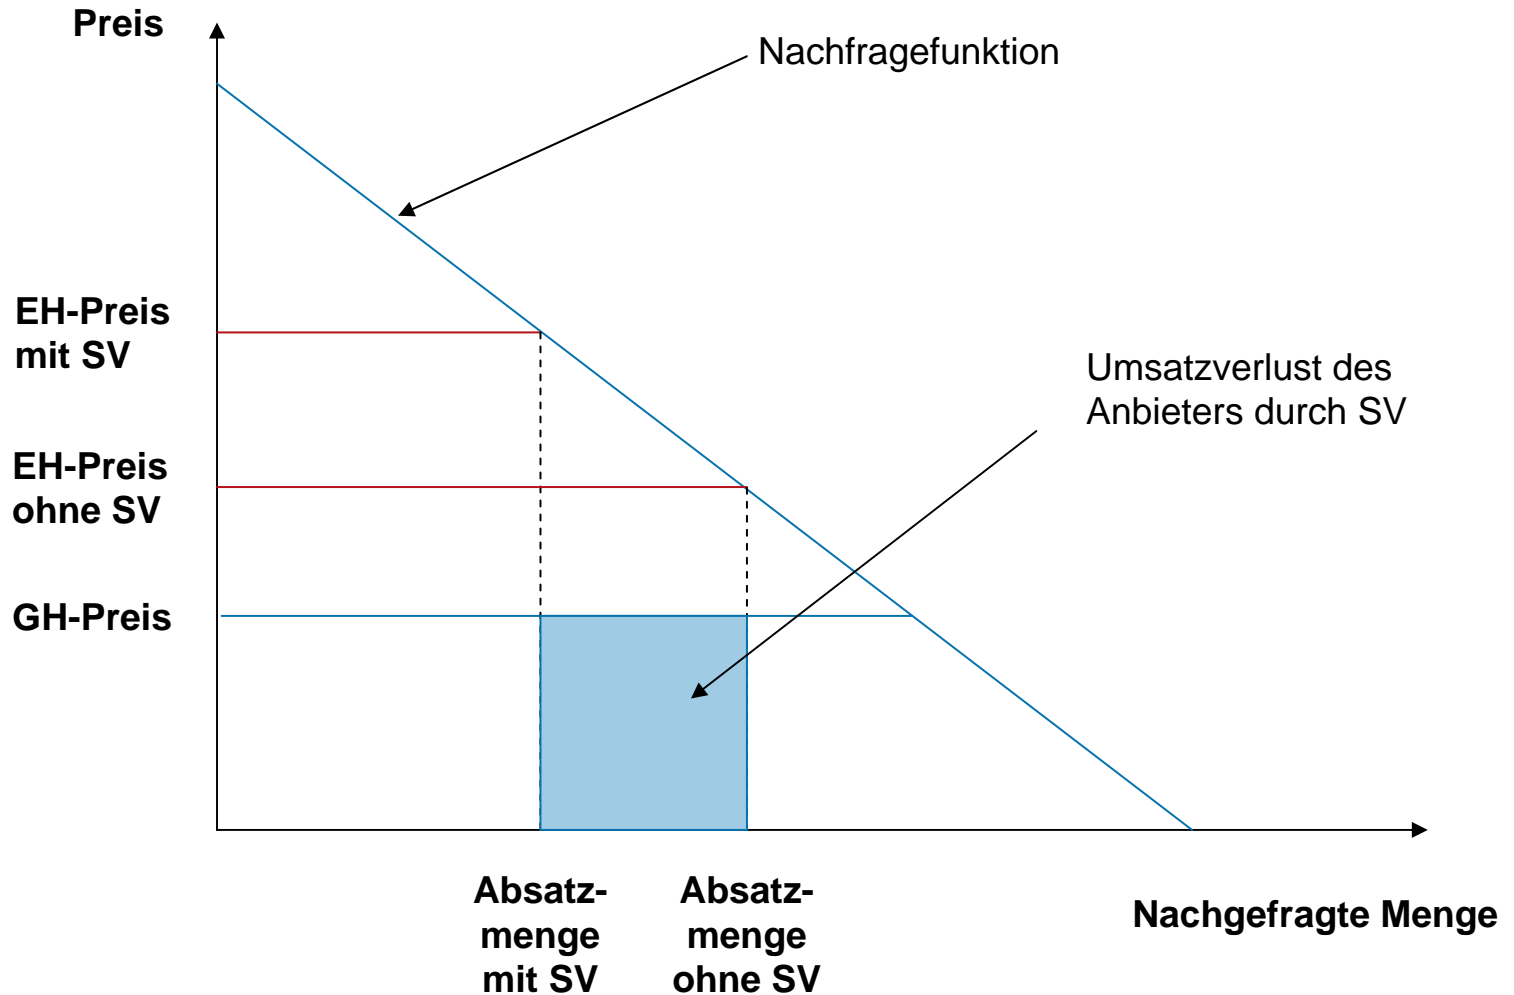 Preis
Nachfragefunktion
EH-Preis
mit SV
Umsatzverlust des
Anbieters durch SV
EH-Preis
ohne SV
GH-Preis
Absatz-
menge
mit SV
Absatz-
menge
ohne SV
Nachgefragte Menge